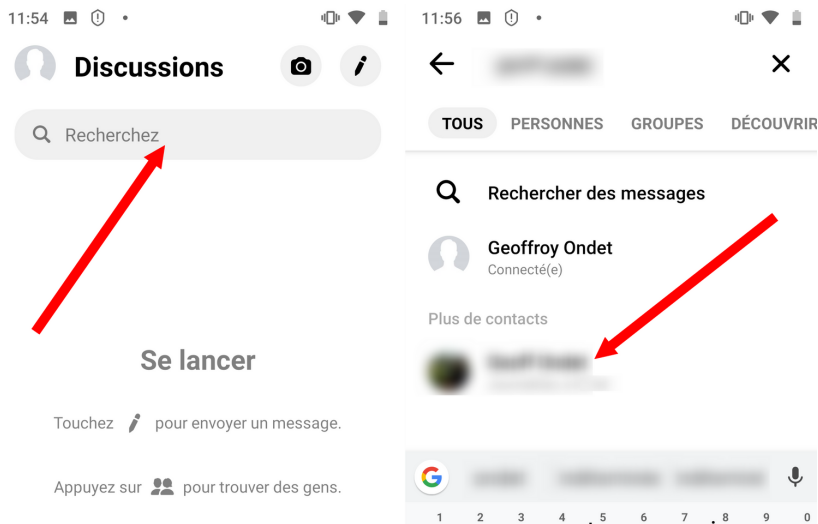 11:54
Discussions
Recherchez
Se lancer
Touchez pour envoyer un message.
Appuyez sur pour trouver des gens.
11:56
TOUS PERSONNES GROUPES DÉCOUVRIR
Rechercher des messages
Geoffroy Ondet
Connecté(e)
Plus de contacts
G
1 2 3 4 5 6 7 8 9 0